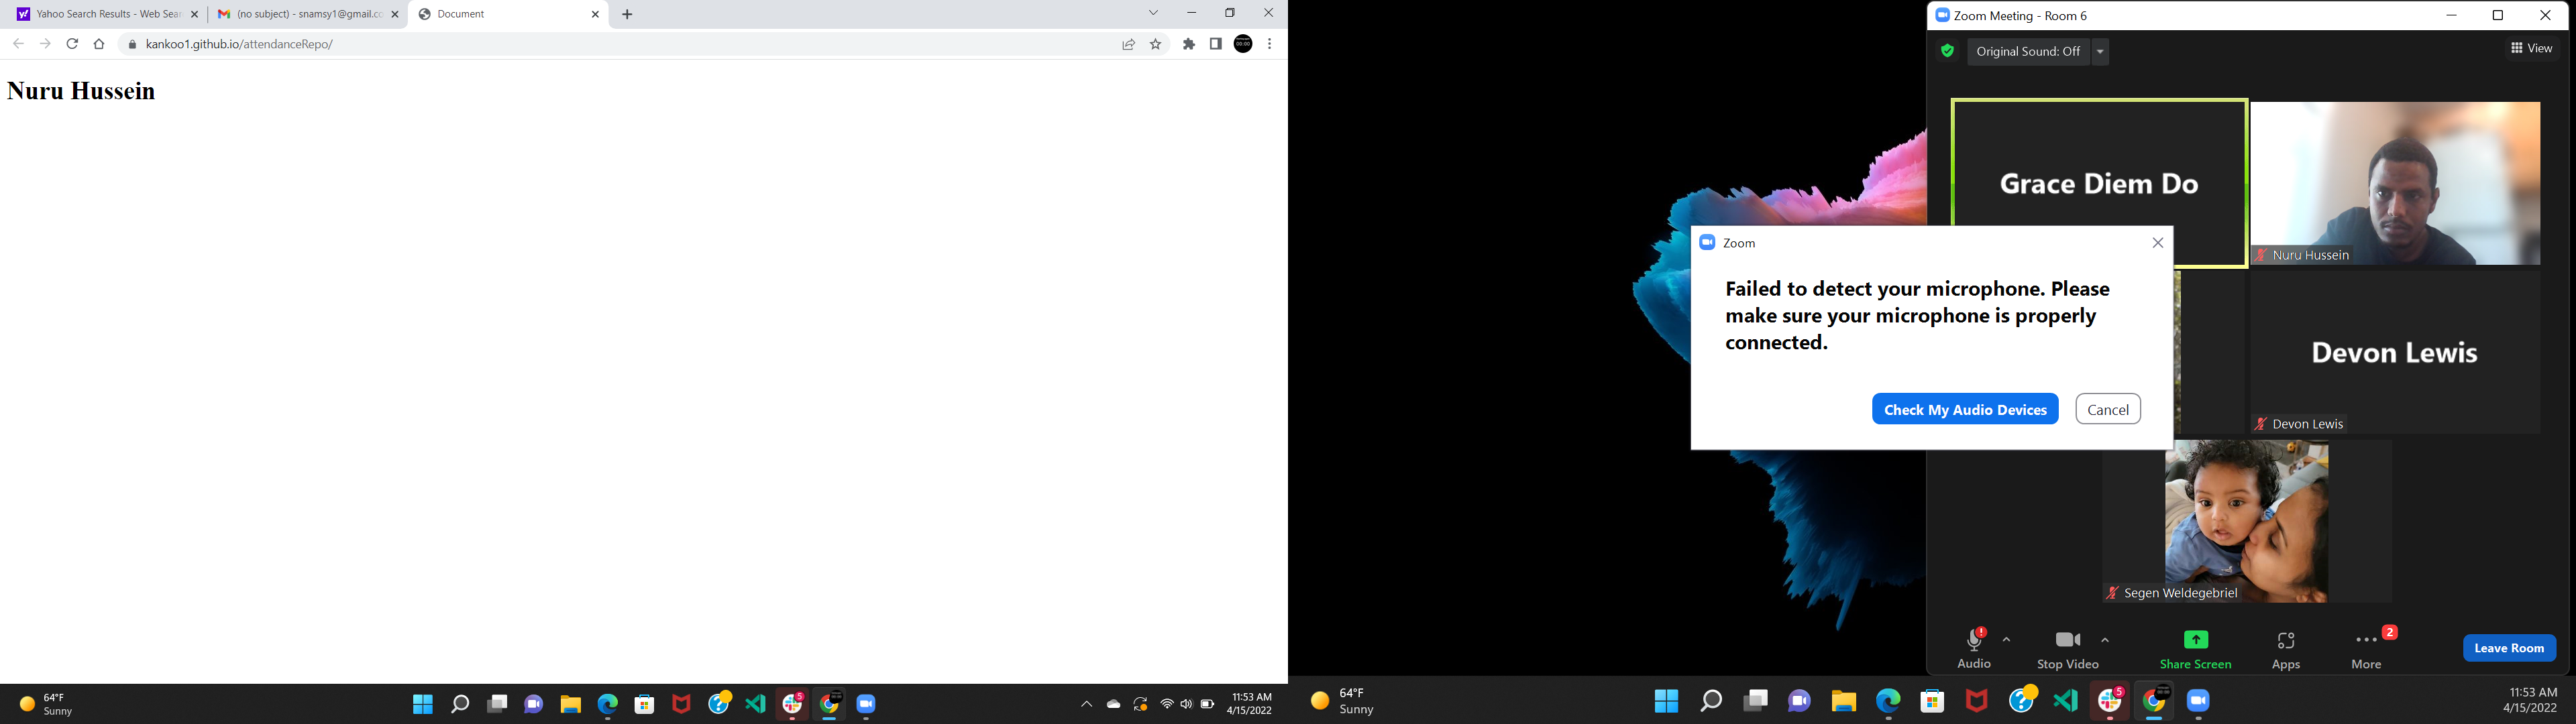 Yahoo Search Results - Web Sear
(no subject) - snamsy1@gmail.co
Document
kankoo1.github.io/attendanceRepo/
Nuru Hussein
64°F
Sunny
5
11:53 AM
4/15/2022
Zoom Meeting - Room 6
Original Sound: Off
View
Grace Diem Do
Nuru Hussein
Zoom
Failed to detect your microphone. Please
make sure your microphone is properly
connected.
Check My Audio Devices
Cancel
Devon Lewis
Devon Lewis
Segen Weldegebriel
Audio
Stop Video
Share Screen
Apps
2
More
Leave Room
64°F
Sunny
5
11:53 AM
4/15/2022